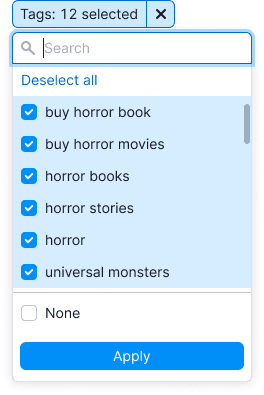 Tags: 12 selected
Search
Deselect all
buy horror book
buy horror movies
horror books
horror stories
horror
universal monsters
None
Apply